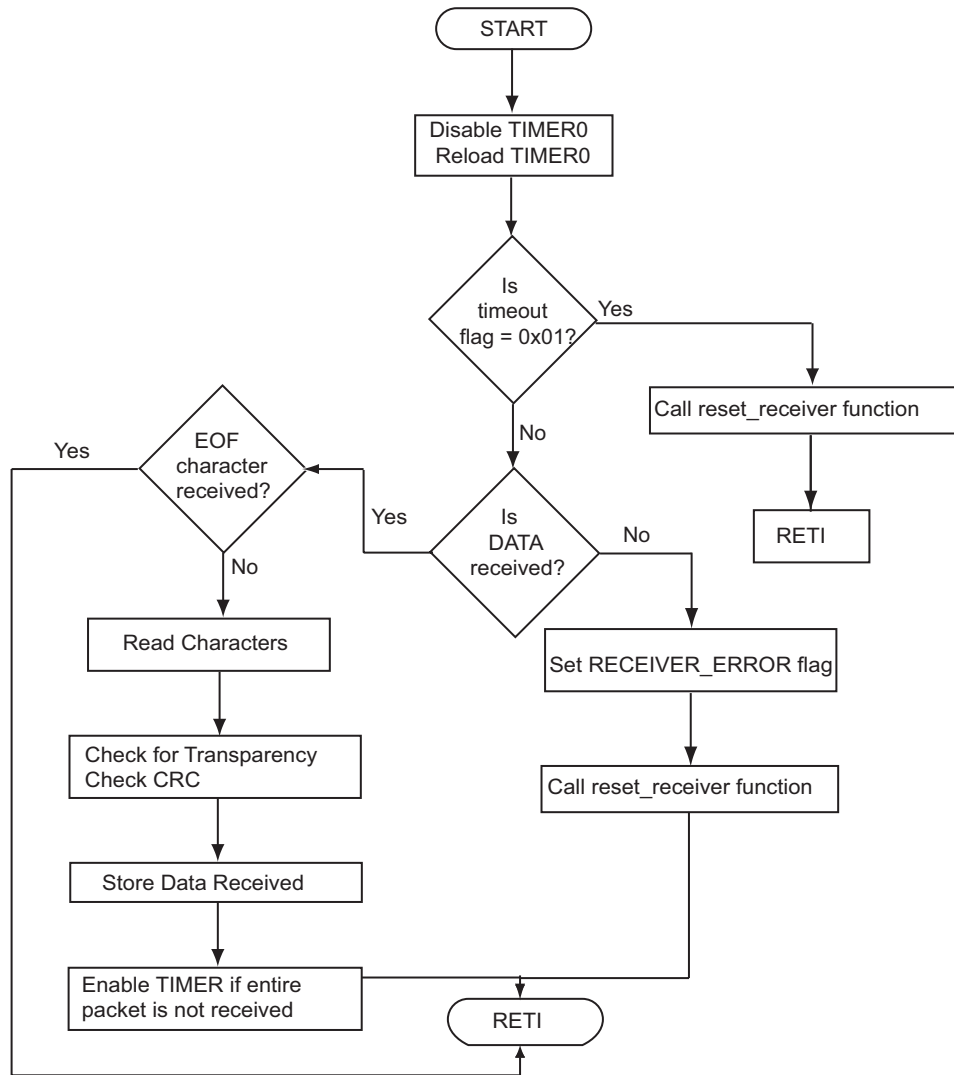 START
Disable TIMER0
Reload TIMER0
Is
timeout
flag = 0x01?
Yes
Call reset_receiver function
RETI
No
Is
DATA
received?
Yes
No
EOF
character
received?
Yes
No
Read Characters
Check for Transparency
Check CRC
Store Data Received
Enable TIMER if entire
packet is not received
Set RECEIVER_ERROR flag
Call reset_receiver function
RETI